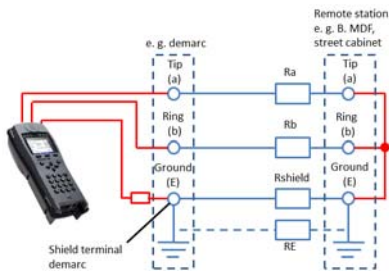 Remote station
e. g. B. MDF,
street cabinet
e. g. demarc
Tip
(a)
Ra
Tip
(a)
Ring
(b)
Rb
Ring
(b)
Ground
(E)
Rshield
Ground
(E)
RE
Shield terminal
demarc